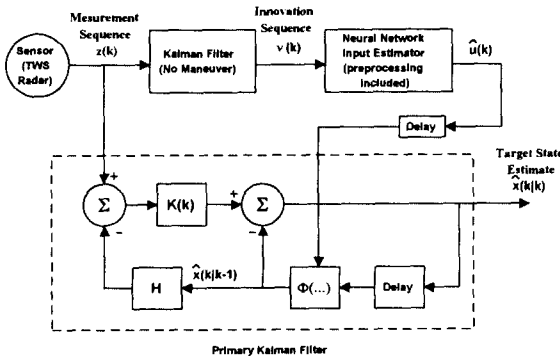 Sensor
(TWS
Radar)
Mesurement
Sequence
z(k)
Kalman Filter
(No Maneuver)
Innovation
Sequence
ν(k)
Neural Network
Input Estimator
(preprocessing
included)
û(k)
Delay
Target State
Estimate
x̂(k|k)
+
Σ
-
K(k)
+
Σ
-
H
x̂(k|k-1)
Φ(...)
Delay
Primary Kalman Filter